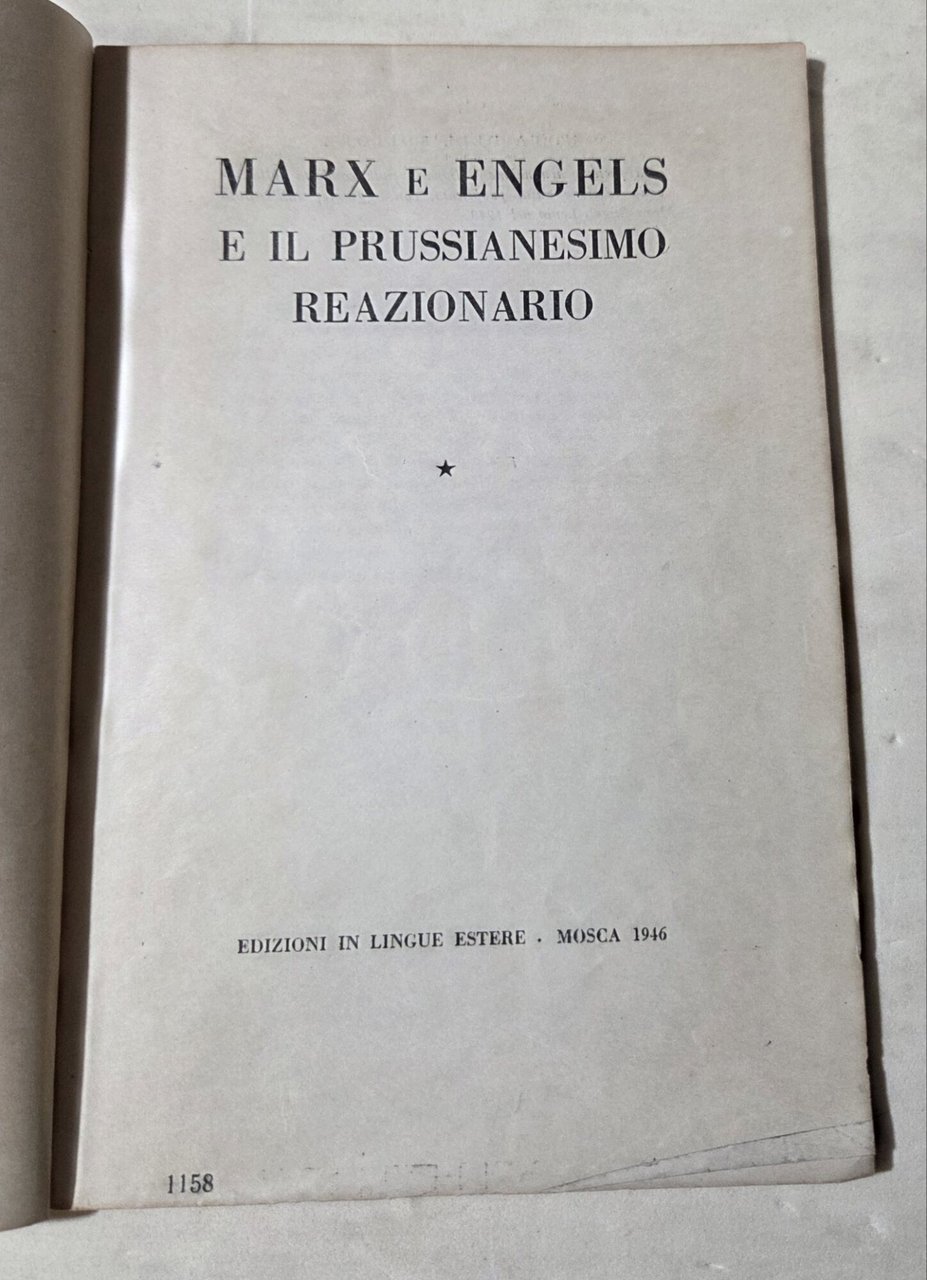 MARX E ENGELS
E IL PRUSSIANESIMO
REAZIONARIO
★
EDIZIONI IN LINGUE ESTERE . MOSCA 1946
1158